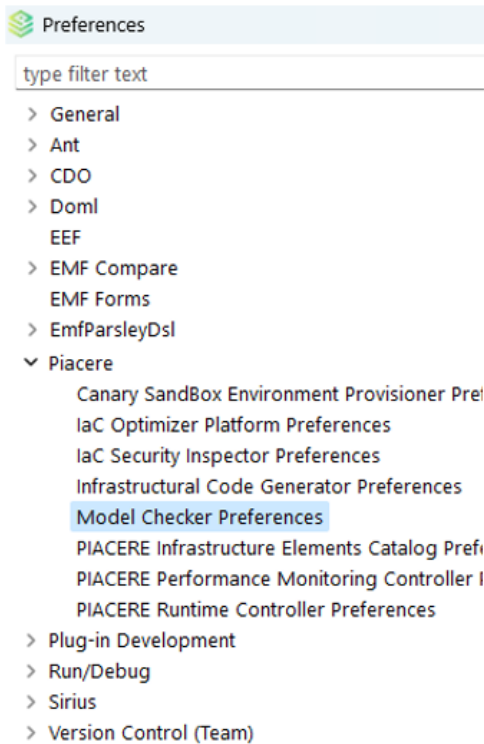 Preferences
type filter text
General
Ant
CDO
Doml
EEF
EMF Compare
EMF Forms
EmfParsleyDsl
Piacere
Canary SandBox Environment Provisioner Pref
IaC Optimizer Platform Preferences
IaC Security Inspector Preferences
Infrastructural Code Generator Preferences
Model Checker Preferences
PIACERE Infrastructure Elements Catalog Prefe
PIACERE Performance Monitoring Controller P
PIACERE Runtime Controller Preferences
Plug-in Development
Run/Debug
Sirius
Version Control (Team)